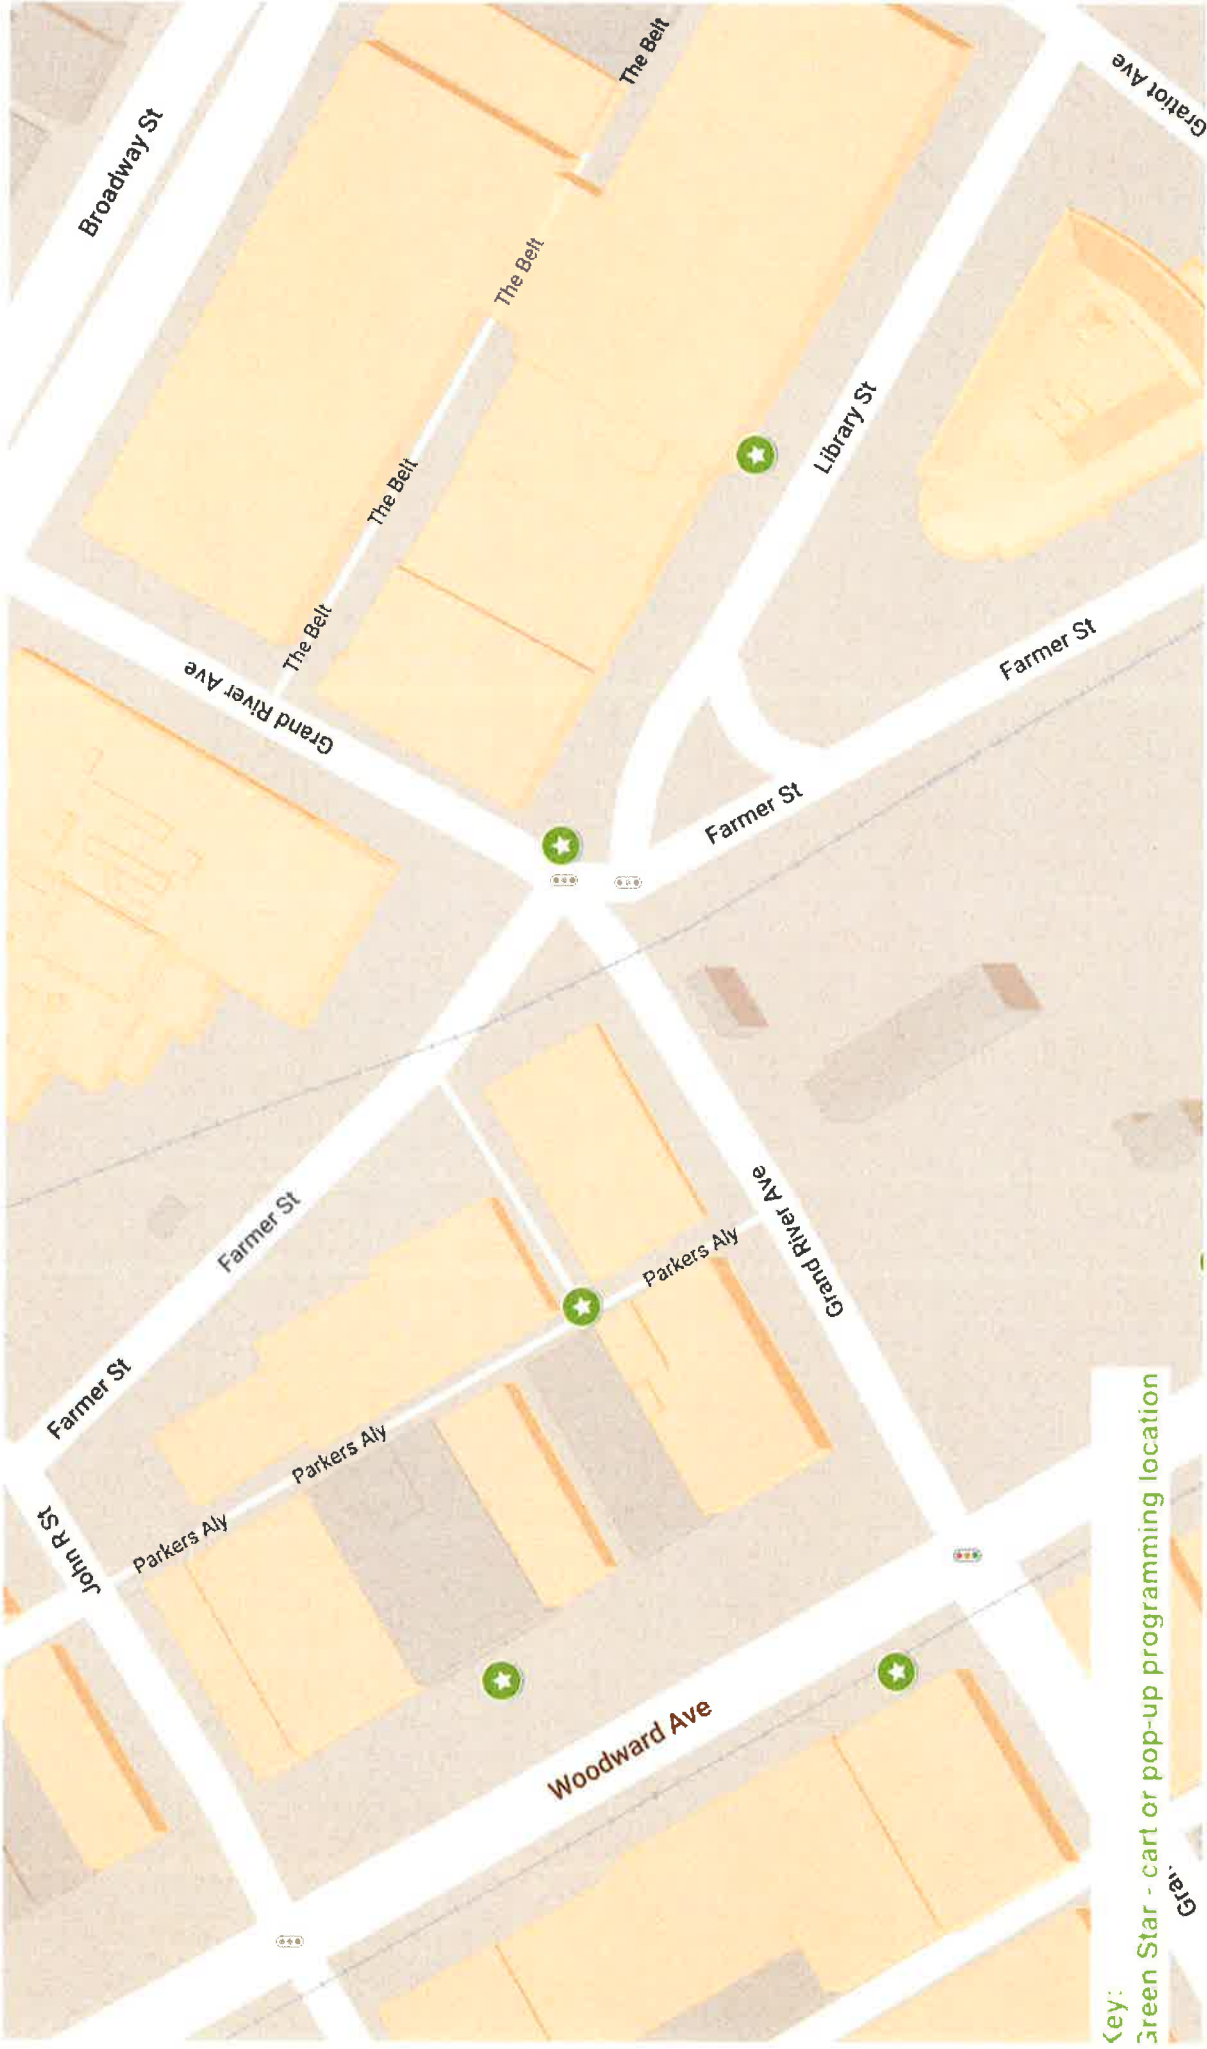 Broadway St
The Belt
Gratiot Ave
The Belt
Library St
The Belt
The Belt
Grand River Ave
Farmer St
Farmer St
Farmer St
Grand River Ave
Parkers Aly
Farmer St
Parkers Aly
John R St
Parkers Aly
Woodward Ave
Gra
Key:
Green Star - cart or pop-up programming location